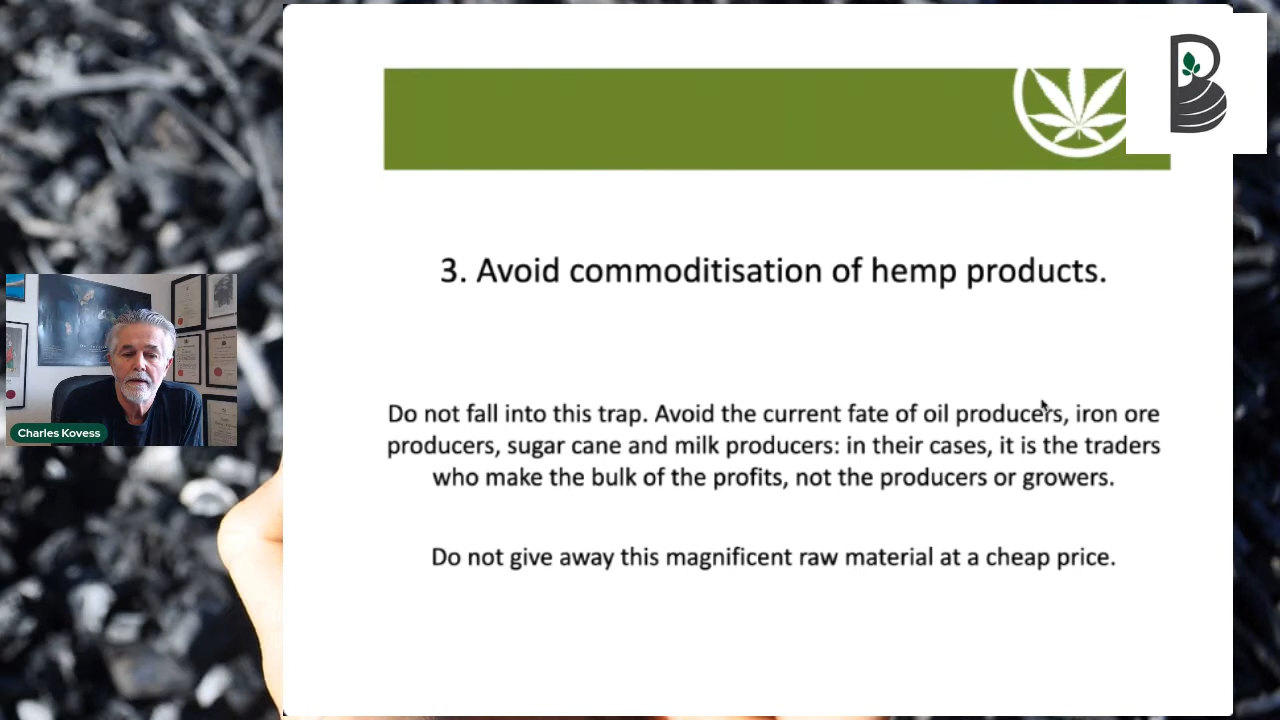 3. Avoid commoditisation of hemp products.
Do not fall into this trap. Avoid the current fate of oil producers, iron ore
producers, sugar cane and milk producers: in their cases, it is the traders
who make the bulk of the profits, not the producers or growers.
Do not give away this magnificent raw material at a cheap price.
Charles Kovess